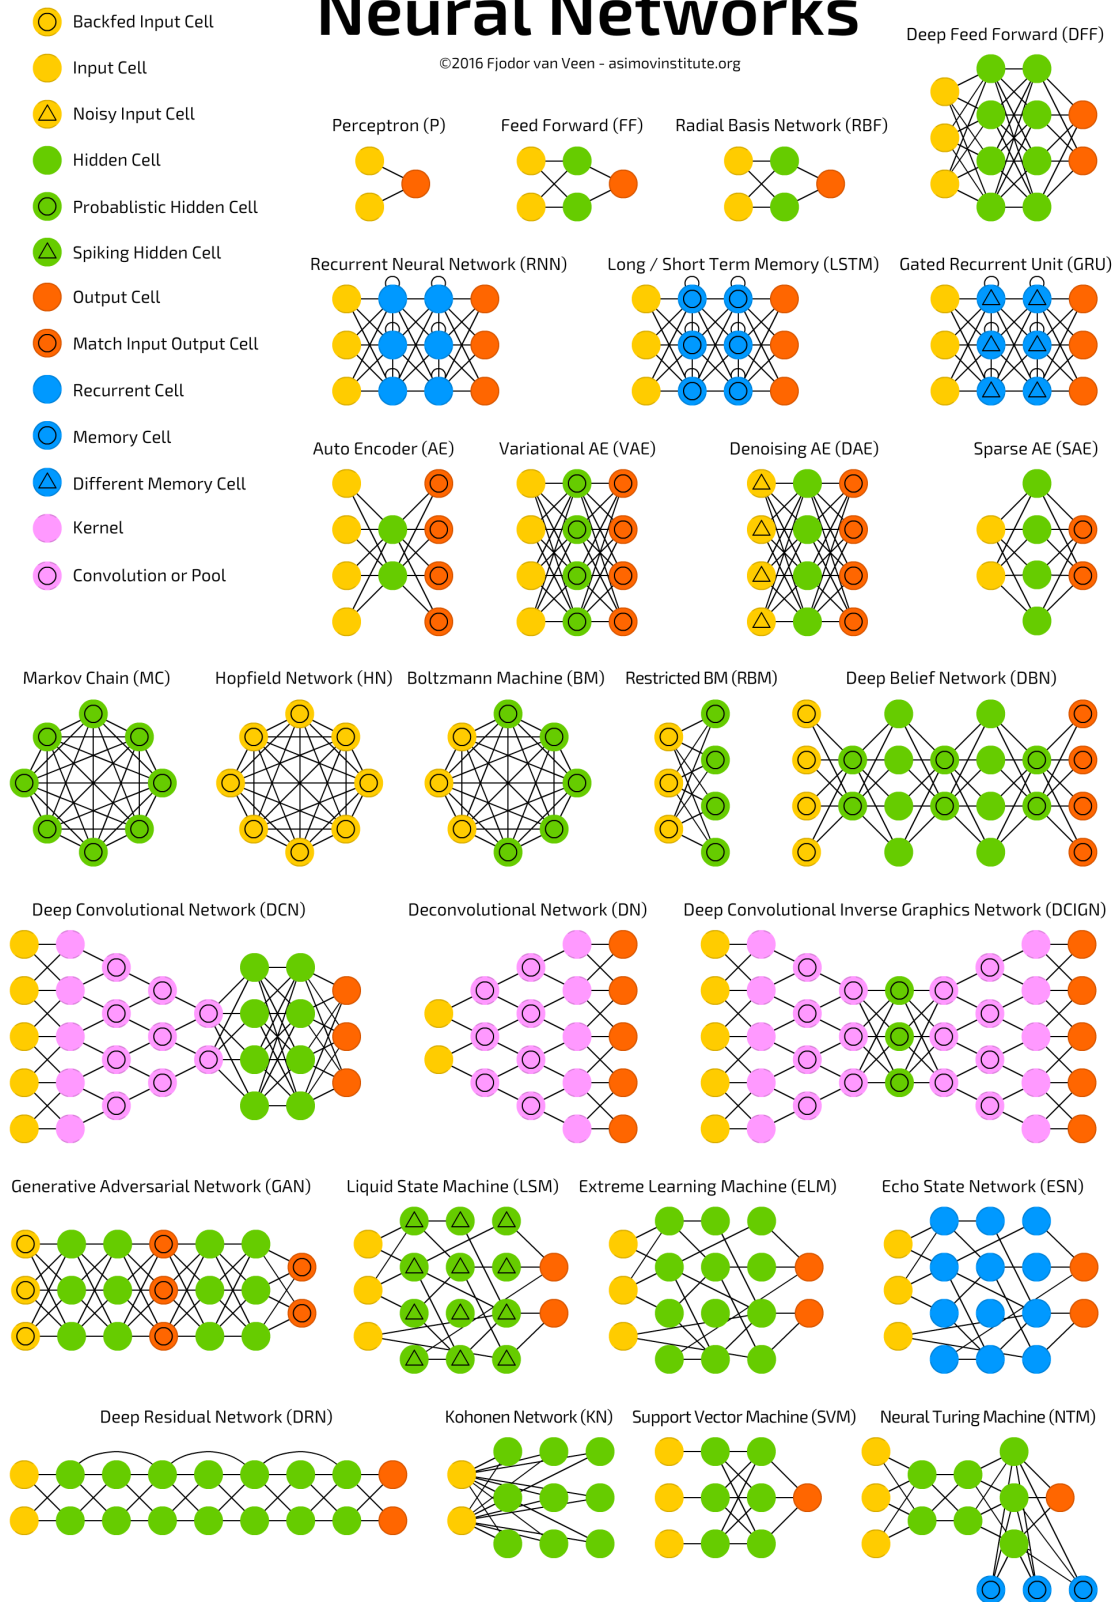 Neural Networks
©2016 Fjodor van Veen - asimovinstitute.org
Backfed Input Cell
Input Cell
Noisy Input Cell
Hidden Cell
Probablistic Hidden Cell
Spiking Hidden Cell
Output Cell
Match Input Output Cell
Recurrent Cell
Memory Cell
Different Memory Cell
Kernel
Convolution or Pool
Deep Feed Forward (DFF)
Perceptron (P)
Feed Forward (FF)
Radial Basis Network (RBF)
Recurrent Neural Network (RNN)
Long / Short Term Memory (LSTM)
Gated Recurrent Unit (GRU)
Auto Encoder (AE)
Variational AE (VAE)
Denoising AE (DAE)
Sparse AE (SAE)
Markov Chain (MC)
Hopfield Network (HN)
Boltzmann Machine (BM)
Restricted BM (RBM)
Deep Belief Network (DBN)
Deep Convolutional Network (DCN)
Deconvolutional Network (DN)
Deep Convolutional Inverse Graphics Network (DCIGN)
Generative Adversarial Network (GAN)
Liquid State Machine (LSM)
Extreme Learning Machine (ELM)
Echo State Network (ESN)
Deep Residual Network (DRN)
Kohonen Network (KN)
Support Vector Machine (SVM)
Neural Turing Machine (NTM)